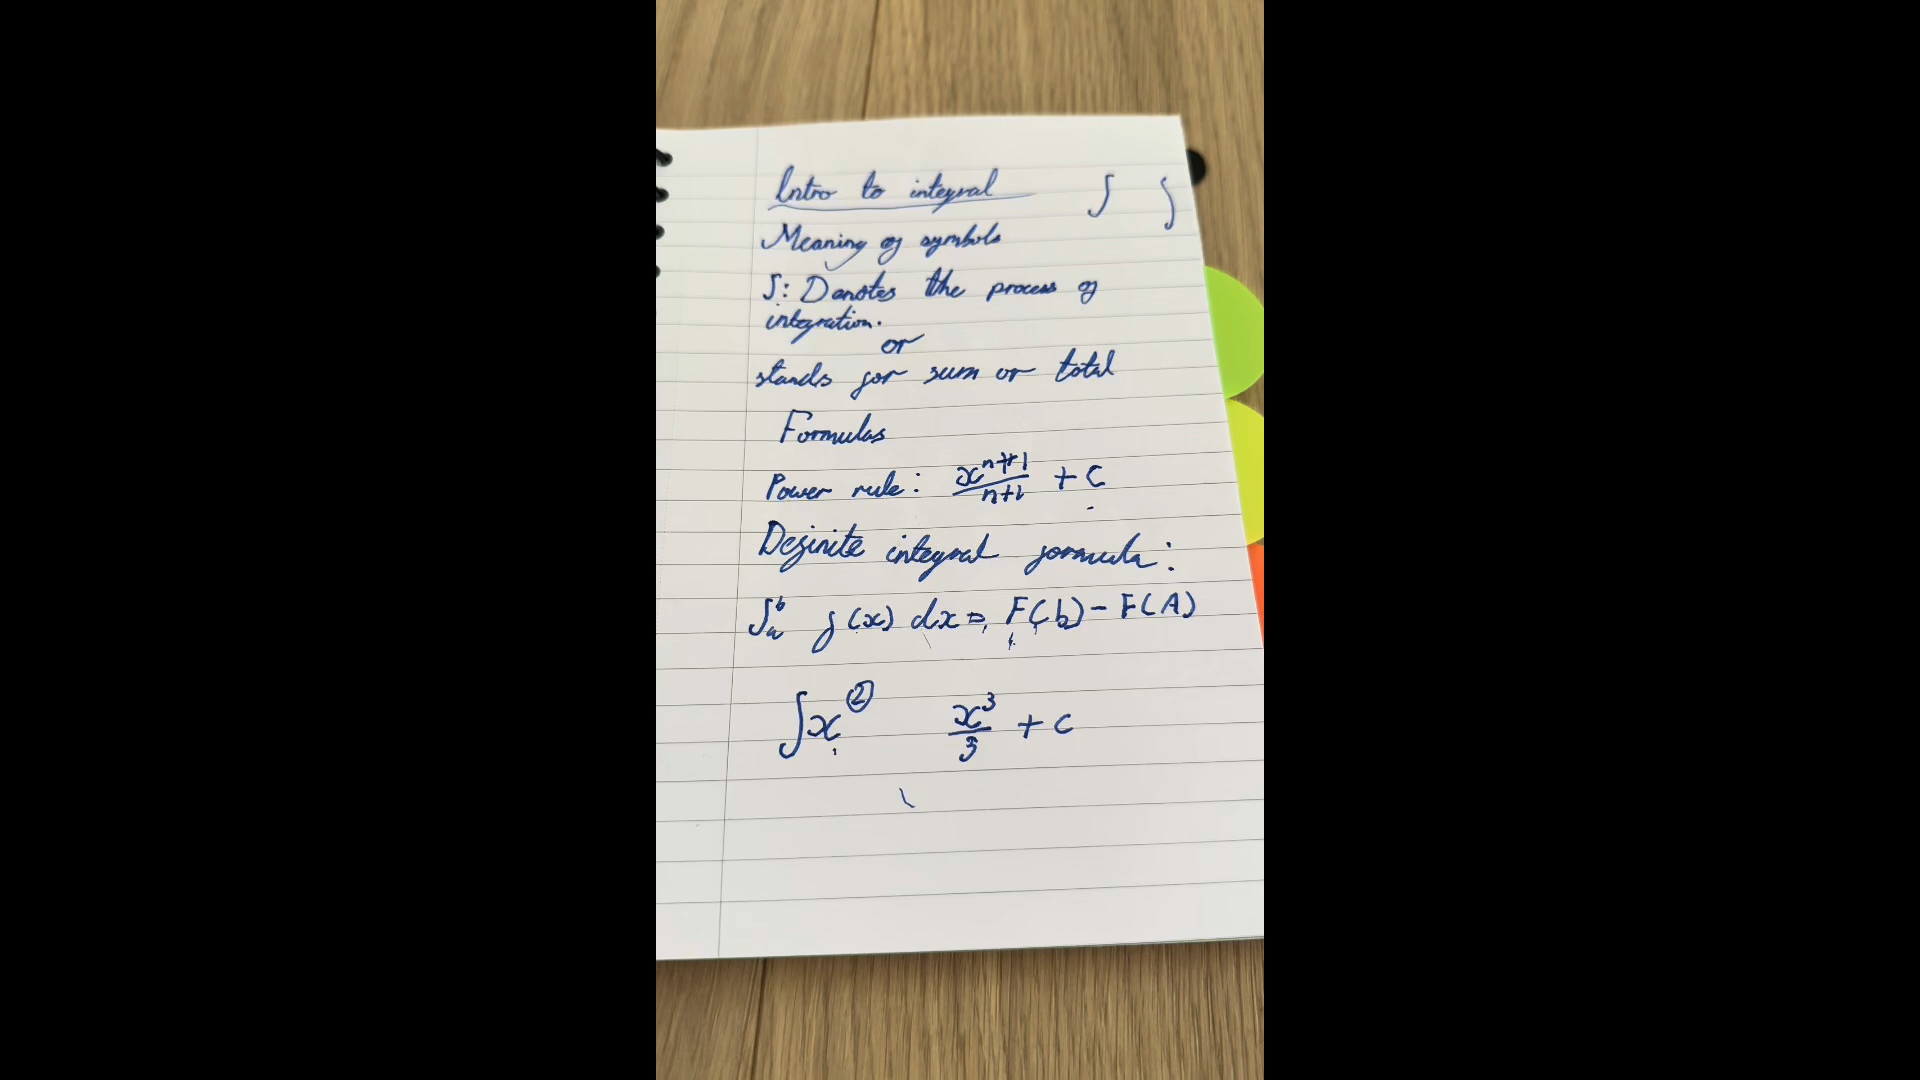 Intro to integral ∫ ∫
Meaning of symbols
∫: Denotes the process of
integration.
or
stands for sum or total
Formulas
Power rule: xⁿ⁺¹/n+1 + C
Definite integral formula:
∫ₐᵇ f(x) dx = F(b) - F(A)
∫x² x³/3 + C